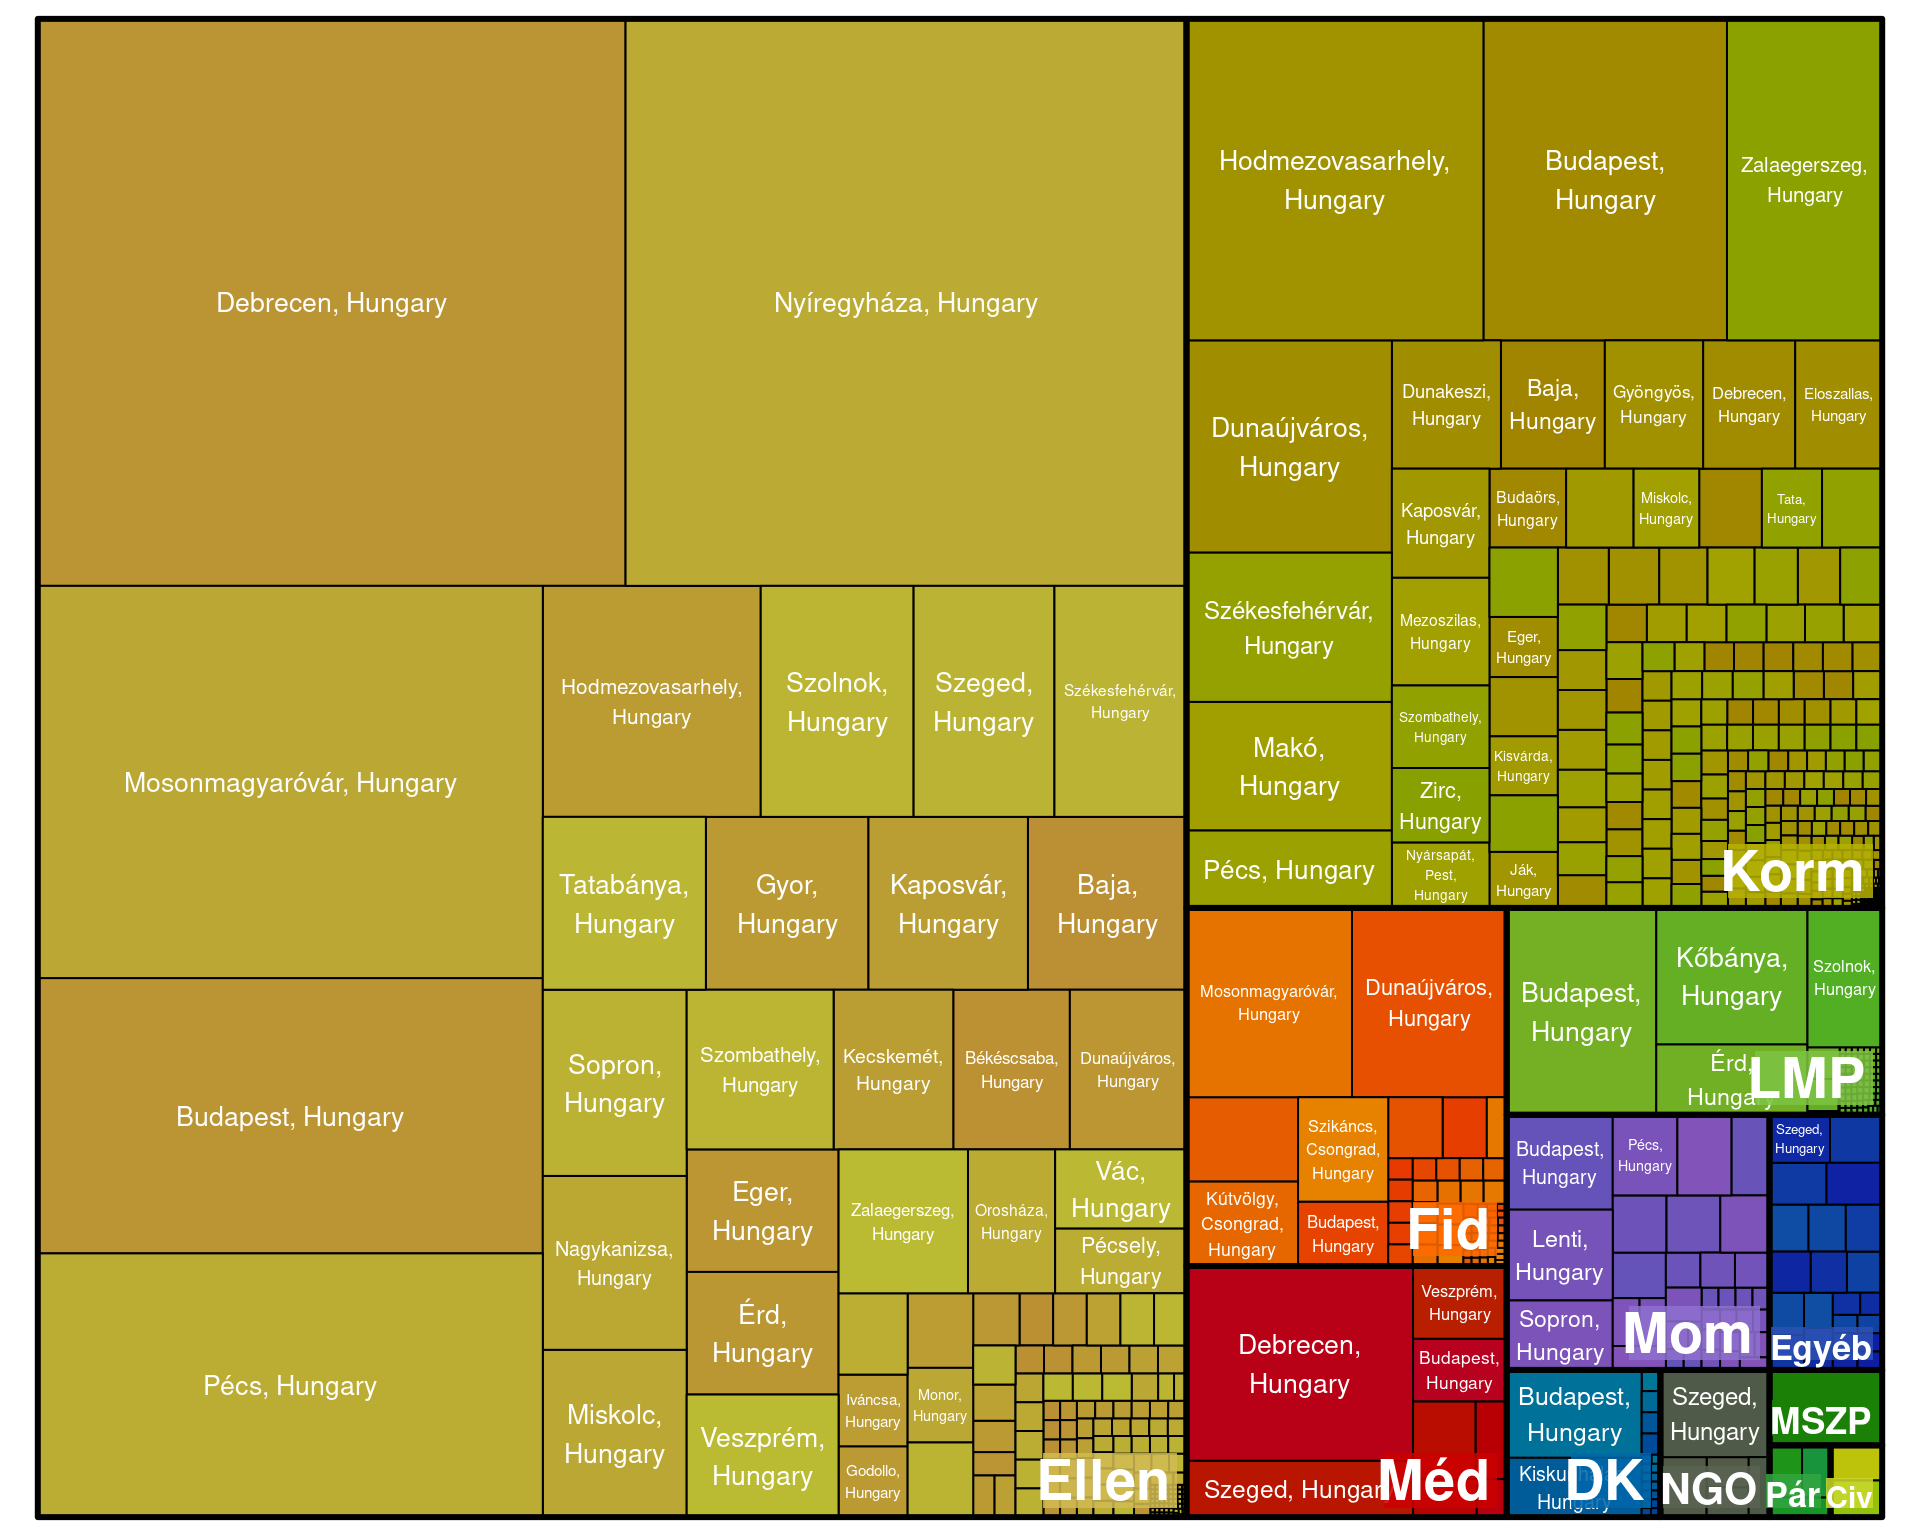 Debrecen, Hungary
Nyíregyháza, Hungary
Mosonmagyaróvár, Hungary
Budapest, Hungary
Pécs, Hungary
Hodmezovasarhely,
Hungary
Szolnok,
Hungary
Szeged,
Hungary
Székesfehérvár,
Hungary
Tatabánya,
Hungary
Gyor,
Hungary
Kaposvár,
Hungary
Baja,
Hungary
Sopron,
Hungary
Szombathely,
Hungary
Kecskemét,
Hungary
Békéscsaba,
Hungary
Dunaújváros,
Hungary
Nagykanizsa,
Hungary
Miskolc,
Hungary
Eger,
Hungary
Érd,
Hungary
Veszprém,
Hungary
Zalaegerszeg,
Hungary
Orosháza,
Hungary
Vác,
Hungary
Pécsely,
Hungary
Iváncsa,
Hungary
Monor,
Hungary
Godollo,
Hungary
Ellen
Hodmezovasarhely,
Hungary
Budapest,
Hungary
Zalaegerszeg,
Hungary
Dunaújváros,
Hungary
Dunakeszi,
Hungary
Baja,
Hungary
Gyöngyös,
Hungary
Debrecen,
Hungary
Eloszallas,
Hungary
Kaposvár,
Hungary
Budaörs,
Hungary
Miskolc,
Hungary
Tata,
Hungary
Székesfehérvár,
Hungary
Mezoszilas,
Hungary
Eger,
Hungary
Makó,
Hungary
Szombathely,
Hungary
Kisvárda,
Hungary
Zirc,
Hungary
Pécs, Hungary
Nyársapát,
Pest,
Hungary
Ják,
Hungary
Korm
Mosonmagyaróvár,
Hungary
Dunaújváros,
Hungary
Szikáncs,
Csongrad,
Hungary
Kútvölgy,
Csongrad,
Hungary
Budapest,
Hungary
Fid
Budapest,
Hungary
Kőbánya,
Hungary
Szolnok,
Hungary
Érd,
Hungary
LMP
Debrecen,
Hungary
Veszprém,
Hungary
Budapest,
Hungary
Szeged, Hungary
Méd
Budapest,
Hungary
Pécs,
Hungary
Lenti,
Hungary
Sopron,
Hungary
Mom
Szeged,
Hungary
Egyéb
Budapest,
Hungary
Hungary
DK
Szeged,
Hungary
NGO
MSZP
Pár
Civ